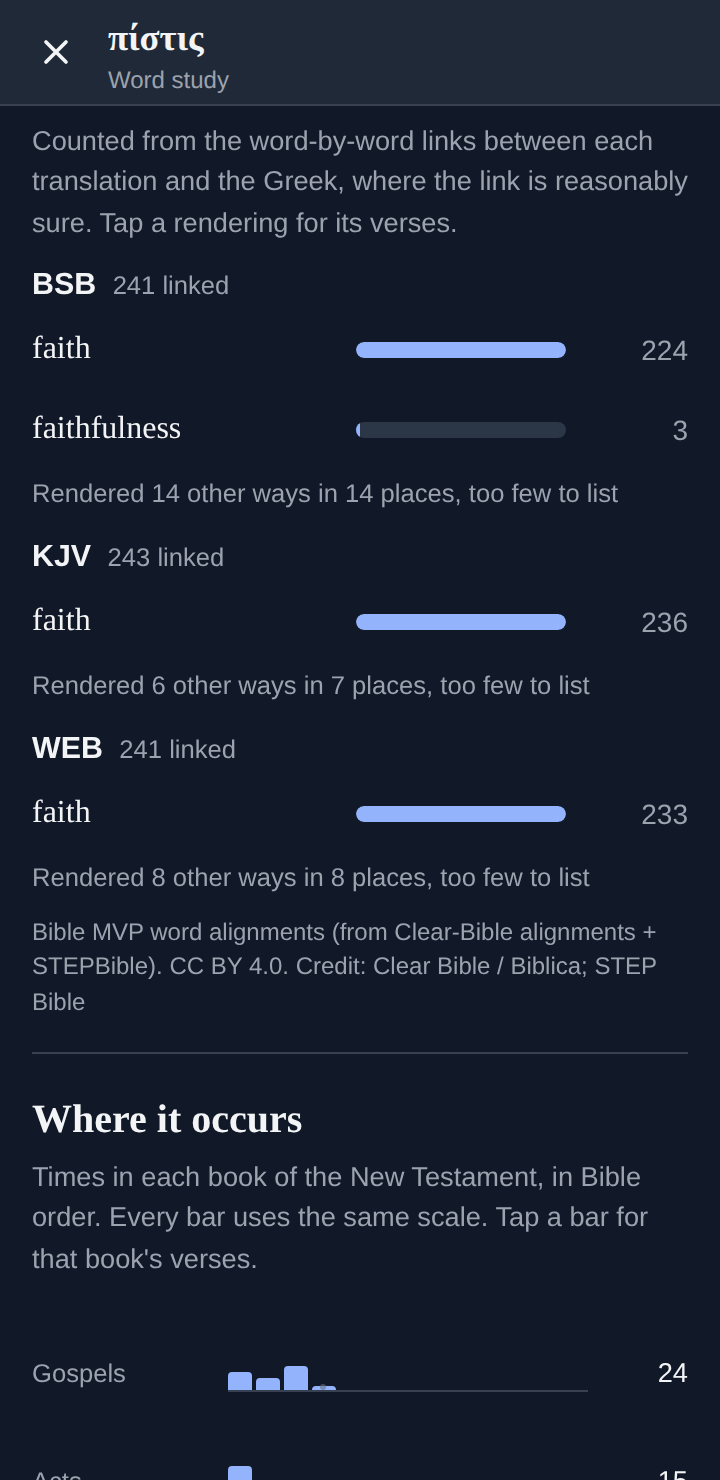 πίστις
Word study
Counted from the word-by-word links between each
translation and the Greek, where the link is reasonably
sure. Tap a rendering for its verses.
BSB 241 linked
faith 224
faithfulness 3
Rendered 14 other ways in 14 places, too few to list
KJV 243 linked
faith 236
Rendered 6 other ways in 7 places, too few to list
WEB 241 linked
faith 233
Rendered 8 other ways in 8 places, too few to list
Bible MVP word alignments (from Clear-Bible alignments +
STEPBible). CC BY 4.0. Credit: Clear Bible / Biblica; STEP
Bible
Where it occurs
Times in each book of the New Testament, in Bible
order. Every bar uses the same scale. Tap a bar for
that book's verses.
Gospels 24
Acts 15